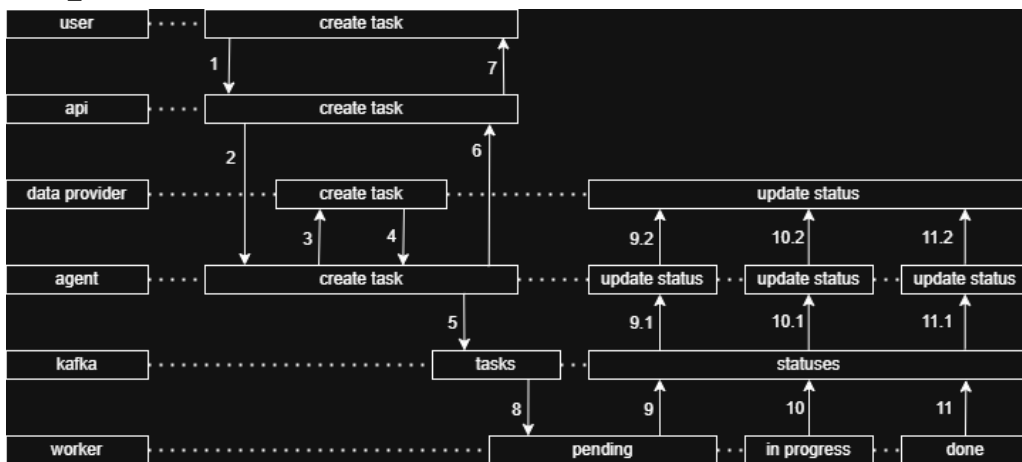 user
create task
1
7
api
create task
2
6
data provider
create task
update status
3
4
9.2
10.2
11.2
agent
create task
update status
update status
update status
5
9.1
10.1
11.1
kafka
tasks
statuses
8
9
10
11
worker
pending
in progress
done